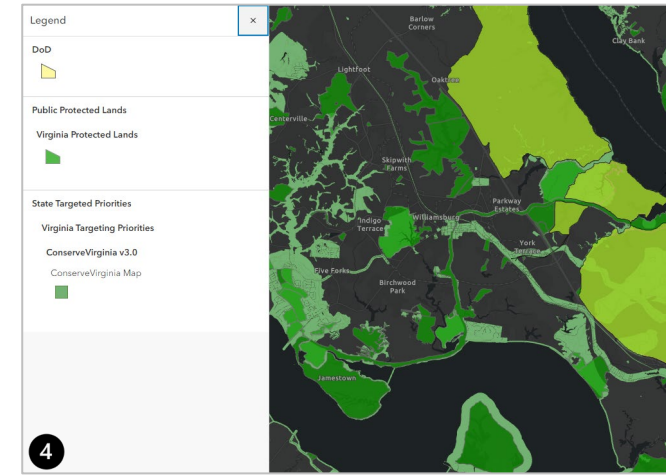 Legend
×
DoD
Public Protected Lands
Virginia Protected Lands
State Targeted Priorities
Virginia Targeting Priorities
ConserveVirginia v3.0
ConserveVirginia Map
4
Barlow
Corners
Clay Bank
Lightfoot
Oaktree
Centerville
Skipwith
Farms
Parkway
Estates
Indigo
Terrace
Williamsburg
York
Terrace
Five Forks
Birchwood
Park
Jamestown